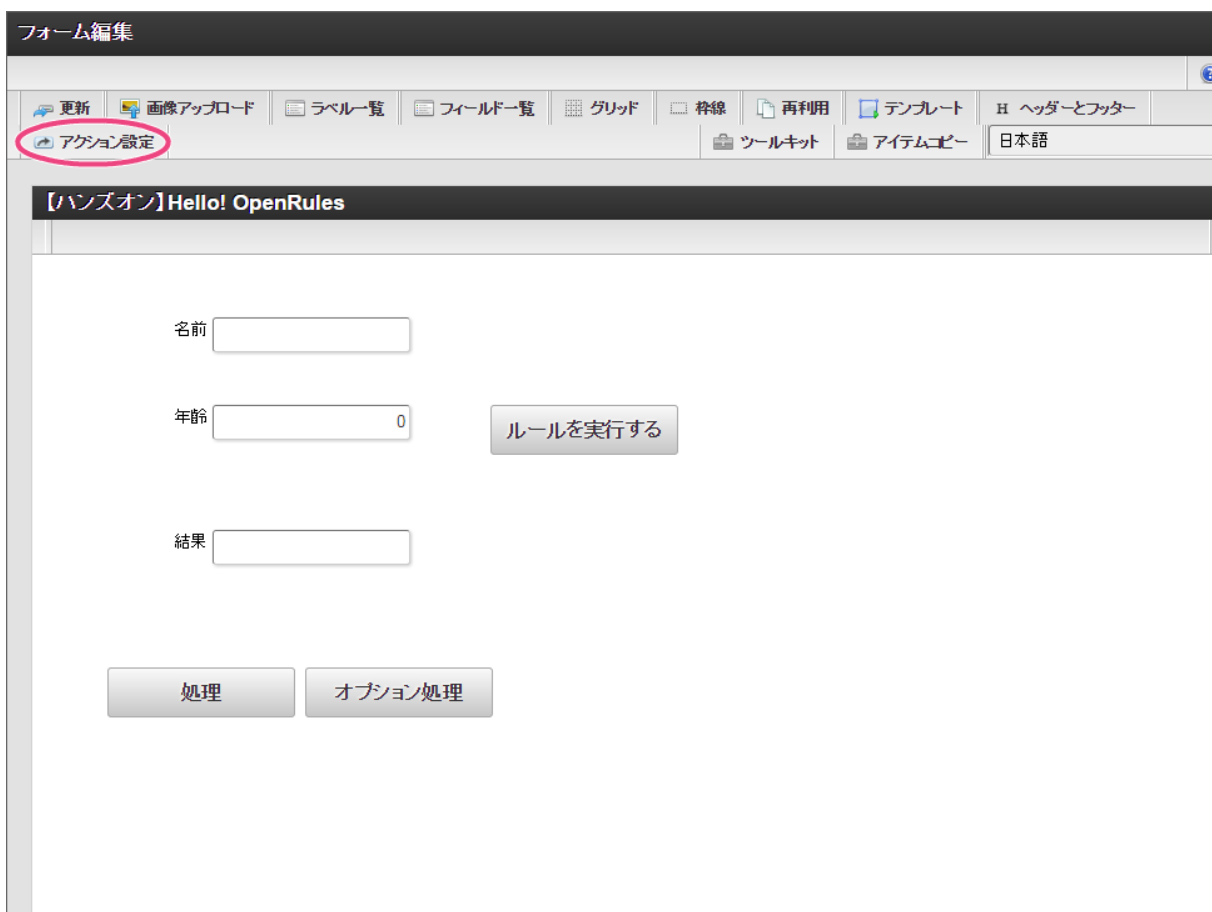 フォーム編集
更新 画像アップロード ラベル一覧 フィールド一覧 グリッド 枠線 再利用 テンプレート H ヘッダーとフッター
アクション設定 ツールキット アイテムコピー 日本語
【ハンズオン】Hello! OpenRules
名前
年齢 0 ルールを実行する
結果
処理 オプション処理